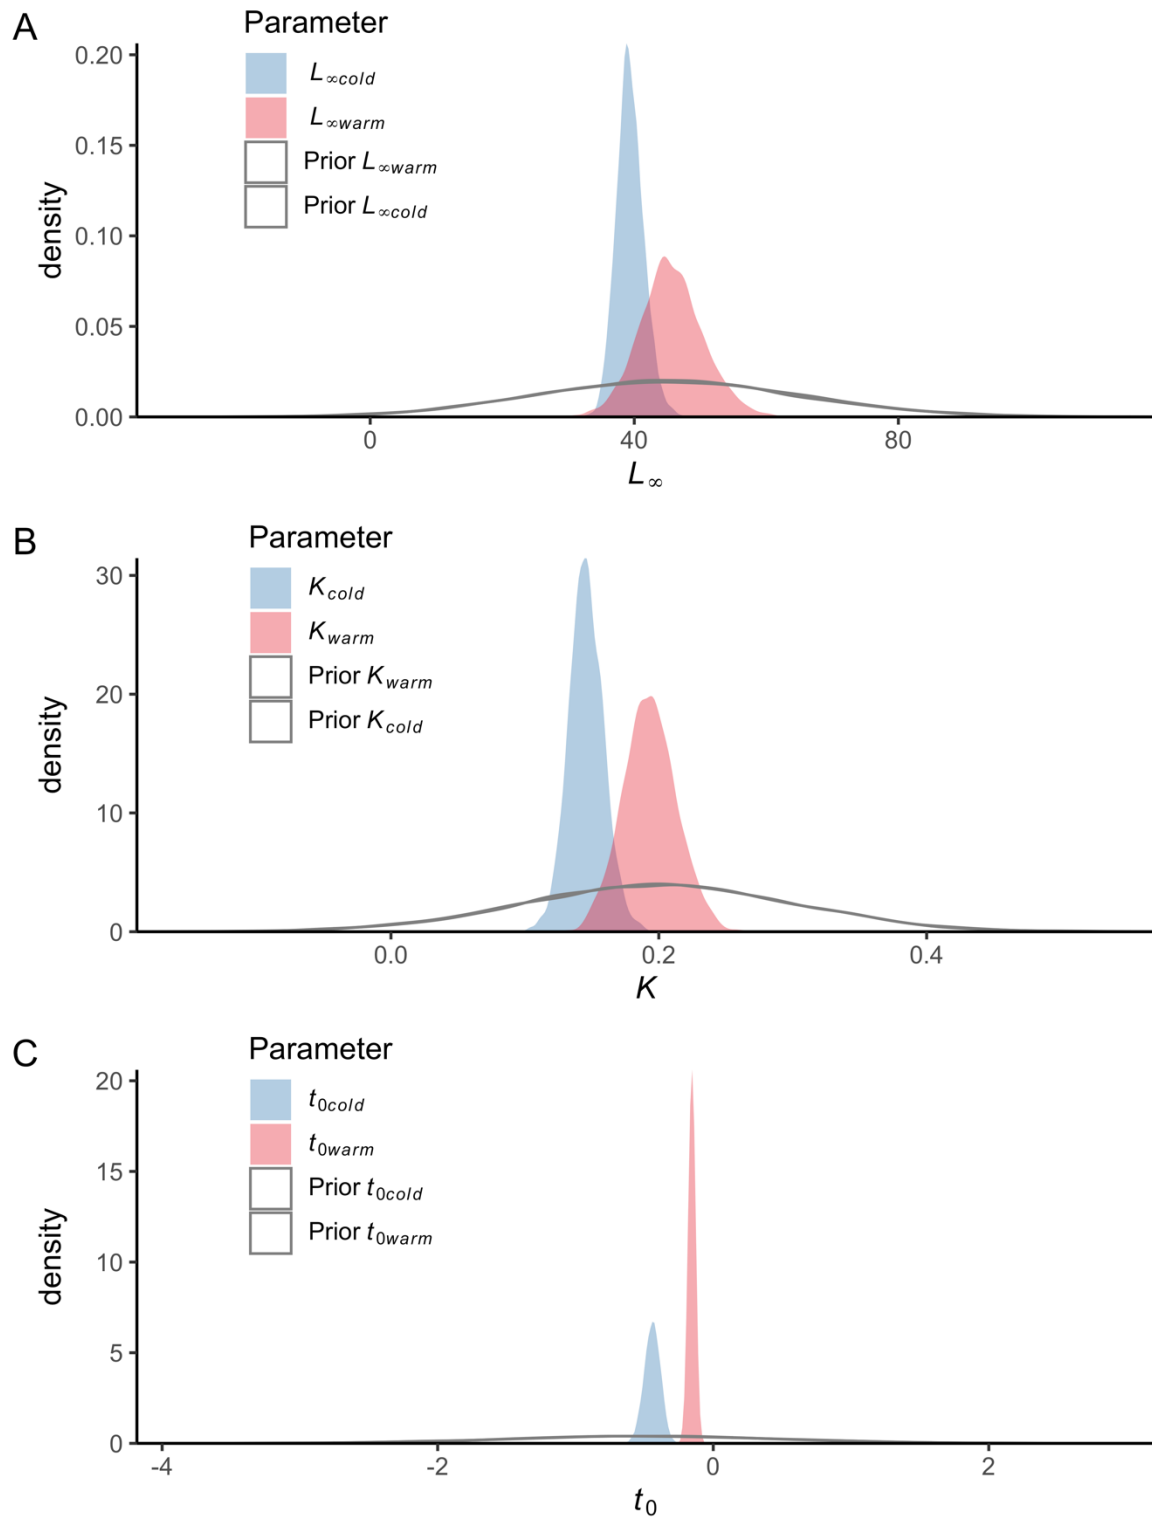 A
Parameter
L∞cold
L∞warm
Prior L∞warm
Prior L∞cold
density
0.20
0.15
0.10
0.05
0.00
0
40
80
L∞
B
Parameter
Kcold
Kwarm
Prior Kwarm
Prior Kcold
density
30
20
10
0
0.0
0.2
0.4
K
C
Parameter
t0cold
t0warm
Prior t0cold
Prior t0warm
density
20
15
10
5
0
-4
-2
0
2
t0